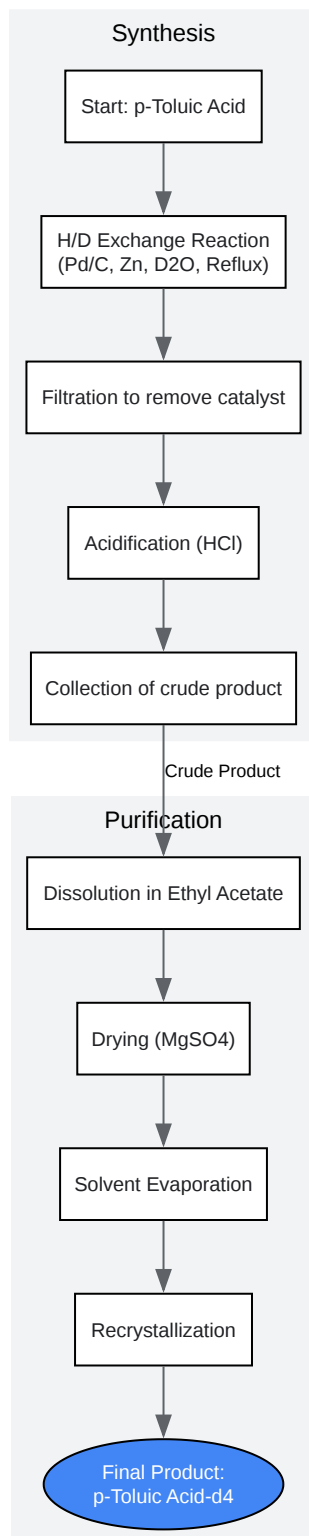 Synthesis
Start: p-Toluic Acid
H/D Exchange Reaction
(Pd/C, Zn, D2O, Reflux)
Filtration to remove catalyst
Acidification (HCl)
Collection of crude product
Crude Product
Purification
Dissolution in Ethyl Acetate
Drying (MgSO4)
Solvent Evaporation
Recrystallization
Final Product:
p-Toluic Acid-d4